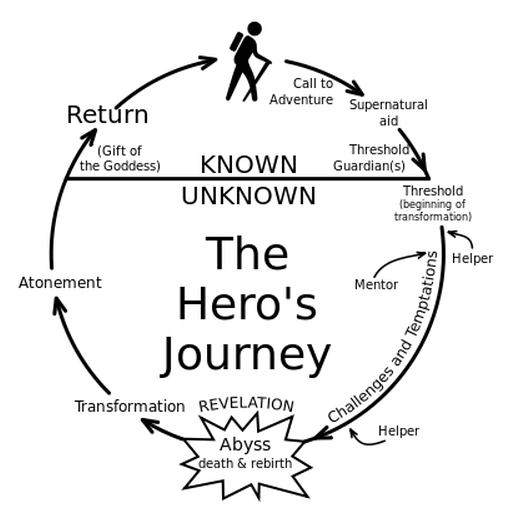 Call to
Adventure
Supernatural
aid
Return
(Gift of
the Goddess)
Threshold
Guardian(s)
KNOWN
UNKNOWN
Threshold
(beginning of
transformation)
Helper
Mentor
Challenges and Temptations
The
Hero's
Journey
Atonement
Transformation
REVELATION
Abyss
death & rebirth
Helper